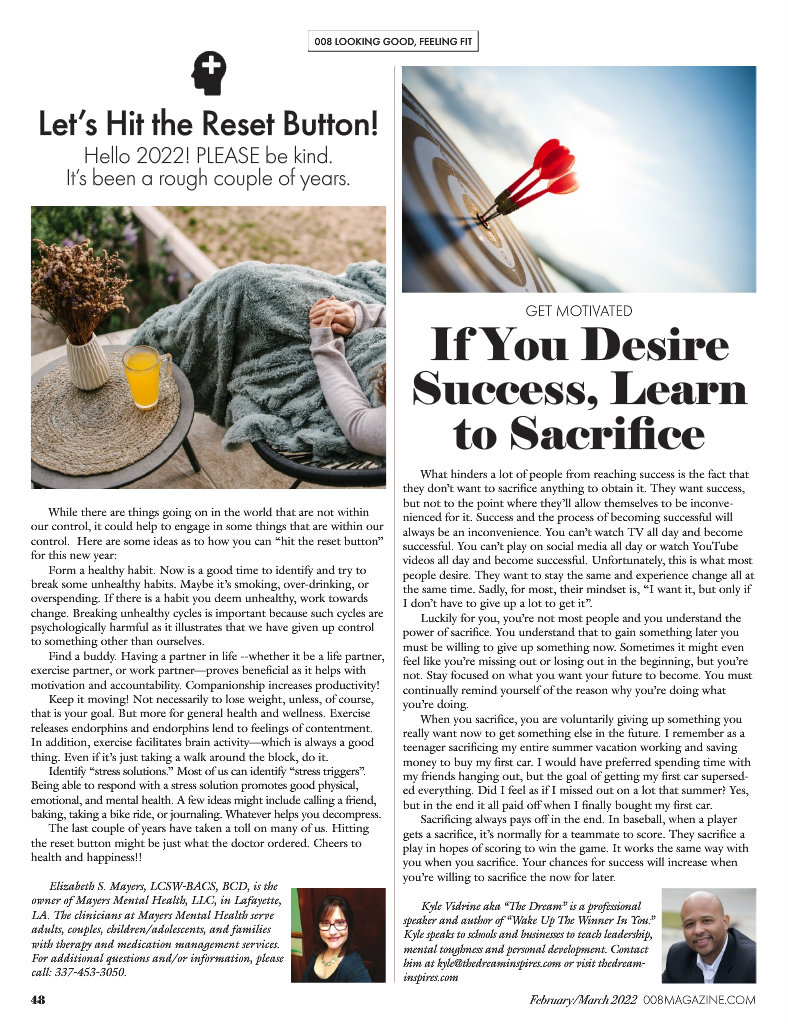 008 LOOKING GOOD, FEELING FIT
Let's Hit the Reset Button!
Hello 2022! PLEASE be kind.
It's been a rough couple of years.
While there are things going on in the world that are not within
our control, it could help to engage in some things that are within our
control.  Here are some ideas as to how you can "hit the reset button"
for this new year:
Form a healthy habit. Now is a good time to identify and try to
break some unhealthy habits. Maybe it's smoking, over-drinking, or
overspending. If there is a habit you deem unhealthy, work towards
change. Breaking unhealthy cycles is important because such cycles are
psychologically harmful as it illustrates that we have given up control
to something other than ourselves.
Find a buddy. Having a partner in life --whether it be a life partner,
exercise partner, or work partner—proves beneficial as it helps with
motivation and accountability. Companionship increases productivity!
Keep it moving! Not necessarily to lose weight, unless, of course,
that is your goal. But more for general health and wellness. Exercise
releases endorphins and endorphins lend to feelings of contentment.
In addition, exercise facilitates brain activity—which is always a good
thing. Even if it's just taking a walk around the block, do it.
Identify "stress solutions." Most of us can identify "stress triggers".
Being able to respond with a stress solution promotes good physical,
emotional, and mental health. A few ideas might include calling a friend,
baking, taking a bike ride, or journaling. Whatever helps you decompress.
The last couple of years have taken a toll on many of us. Hitting
the reset button might be just what the doctor ordered. Cheers to
health and happiness!!
Elizabeth S. Mayers, LCSW-BACS, BCD, is the
owner of Mayers Mental Health, LLC, in Lafayette,
LA. The clinicians at Mayers Mental Health serve
adults, couples, children/adolescents, and families
with therapy and medication management services.
For additional questions and/or information, please
call: 337-453-3050.
GET MOTIVATED
If You Desire
Success, Learn
to Sacrifice
What hinders a lot of people from reaching success is the fact that
they don't want to sacrifice anything to obtain it. They want success,
but not to the point where they'll allow themselves to be inconve-
nienced for it. Success and the process of becoming successful will
always be an inconvenience. You can't watch TV all day and become
successful. You can't play on social media all day or watch YouTube
videos all day and become successful. Unfortunately, this is what most
people desire. They want to stay the same and experience change all at
the same time. Sadly, for most, their mindset is, "I want it, but only if
I don't have to give up a lot to get it".
Luckily for you, you're not most people and you understand the
power of sacrifice. You understand that to gain something later you
must be willing to give up something now. Sometimes it might even
feel like you're missing out or losing out in the beginning, but you're
not. Stay focused on what you want your future to become. You must
continually remind yourself of the reason why you're doing what
you're doing.
When you sacrifice, you are voluntarily giving up something you
really want now to get something else in the future. I remember as a
teenager sacrificing my entire summer vacation working and saving
money to buy my first car. I would have preferred spending time with
my friends hanging out, but the goal of getting my first car supersed-
ed everything. Did I feel as if I missed out on a lot that summer? Yes,
but in the end it all paid off when I finally bought my first car.
Sacrificing always pays off in the end. In baseball, when a player
gets a sacrifice, it's normally for a teammate to score. They sacrifice a
play in hopes of scoring to win the game. It works the same way with
you when you sacrifice. Your chances for success will increase when
you're willing to sacrifice the now for later.
Kyle Vidrine aka "The Dream" is a professional
speaker and author of "Wake Up The Winner In You."
Kyle speaks to schools and businesses to teach leadership,
mental toughness and personal development. Contact
him at kyle@thedreaminspires.com or visit thedream-
inspires.com
48
February/March 2022 008MAGAZINE.COM